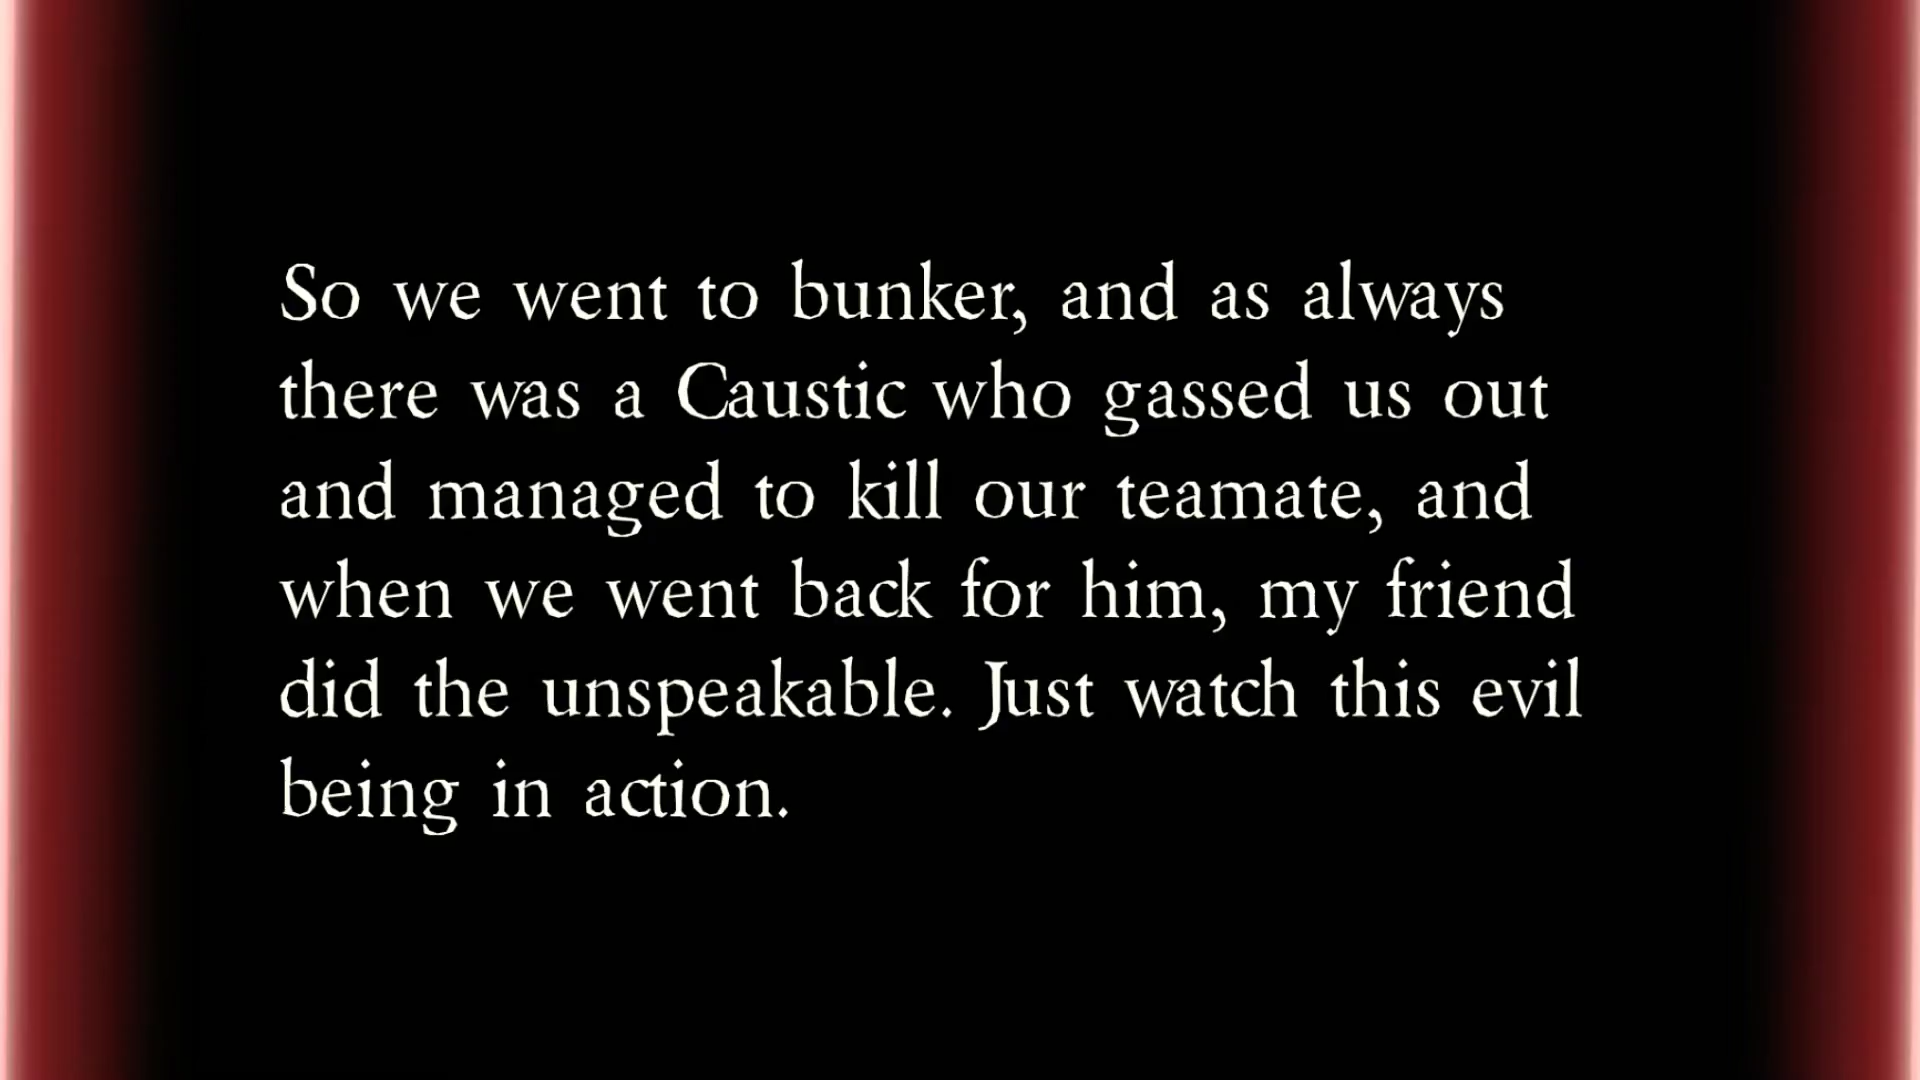 So we went to bunker, and as always
there was a Caustic who gassed us out
and managed to kill our teamate, and
when we went back for him, my friend
did the unspeakable. Just watch this evil
being in action.